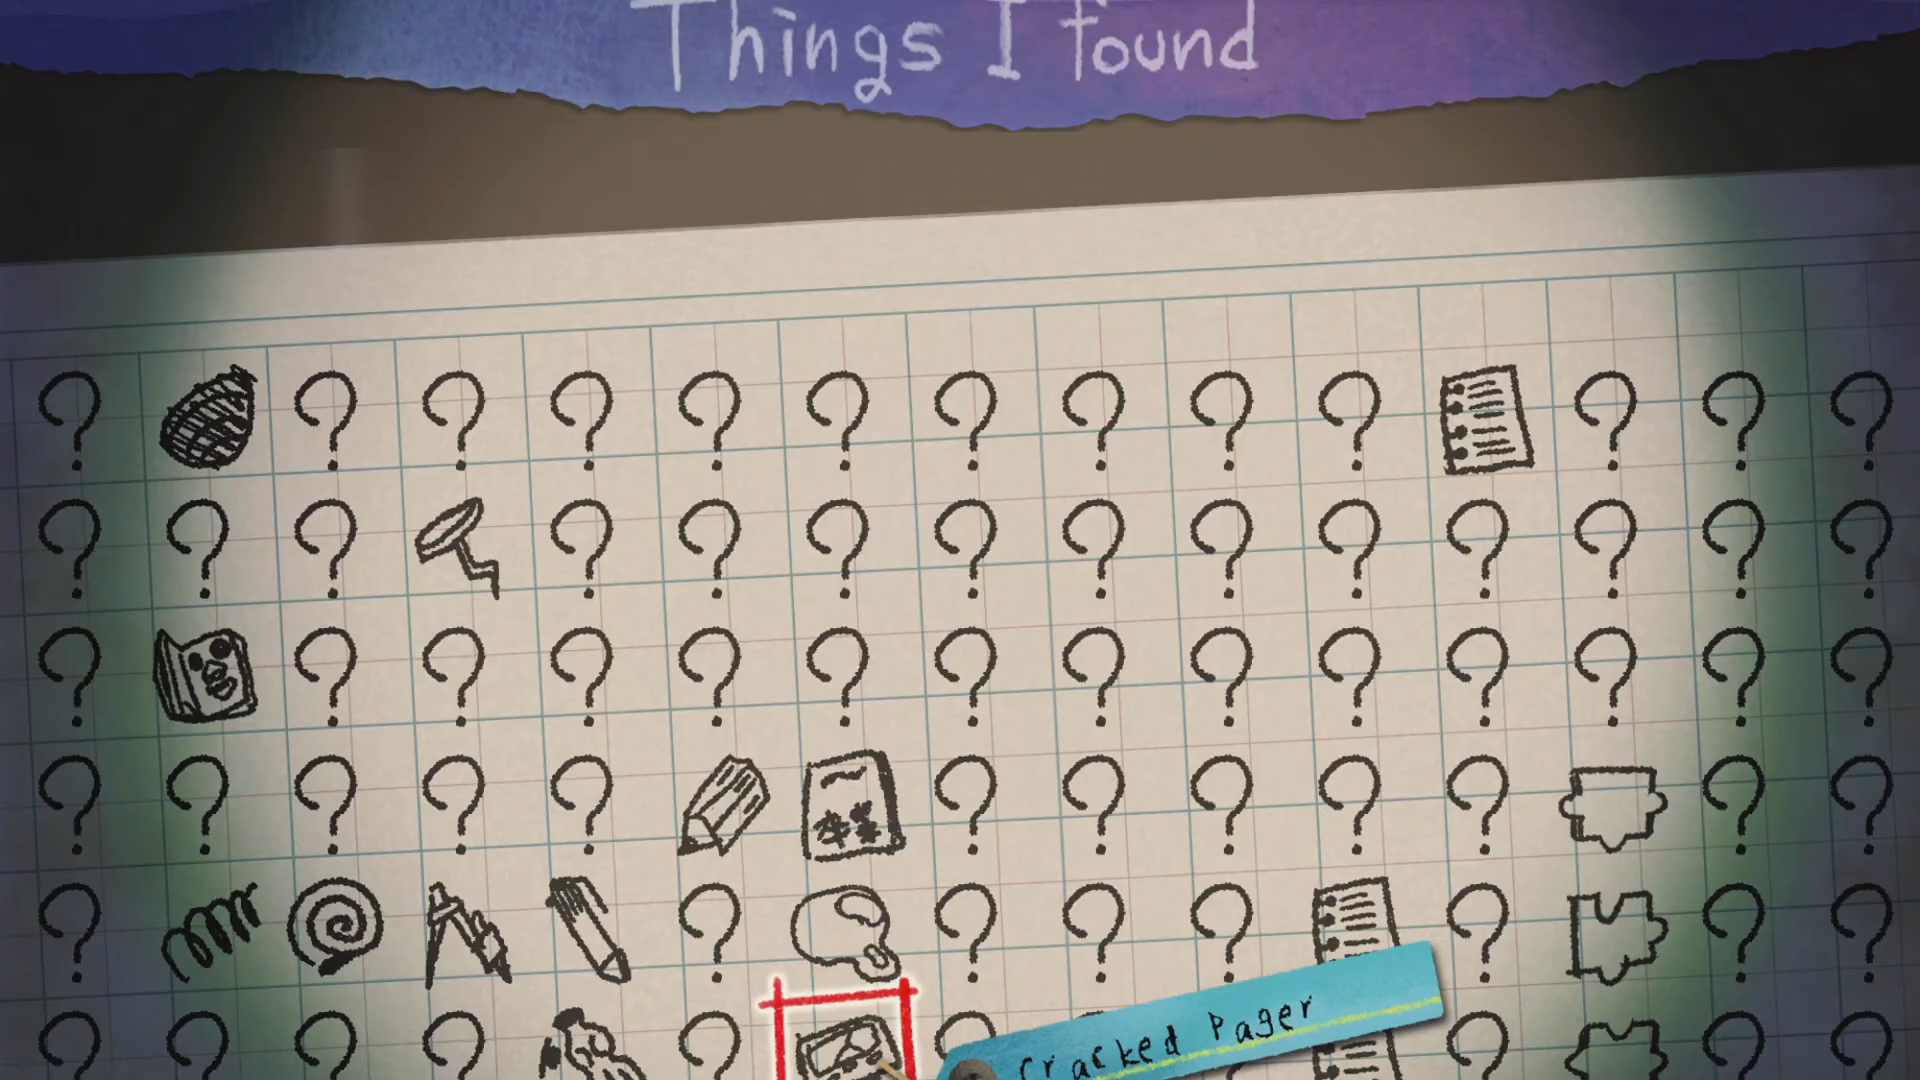 Things I found
? ? ? ? ? ? ? ? ? ? ? ? ?
? ? ? ? ? ? ? ? ? ? ? ? ? ?
? ? ? ? ? ? ? ? ? ? ? ? ? ?
? ? ? ? ? ? ? ? ? ? ? ?
? ? ? ? ? ? ? ? 
? ? ? ? ? ? ? ? ?
Cracked Pager